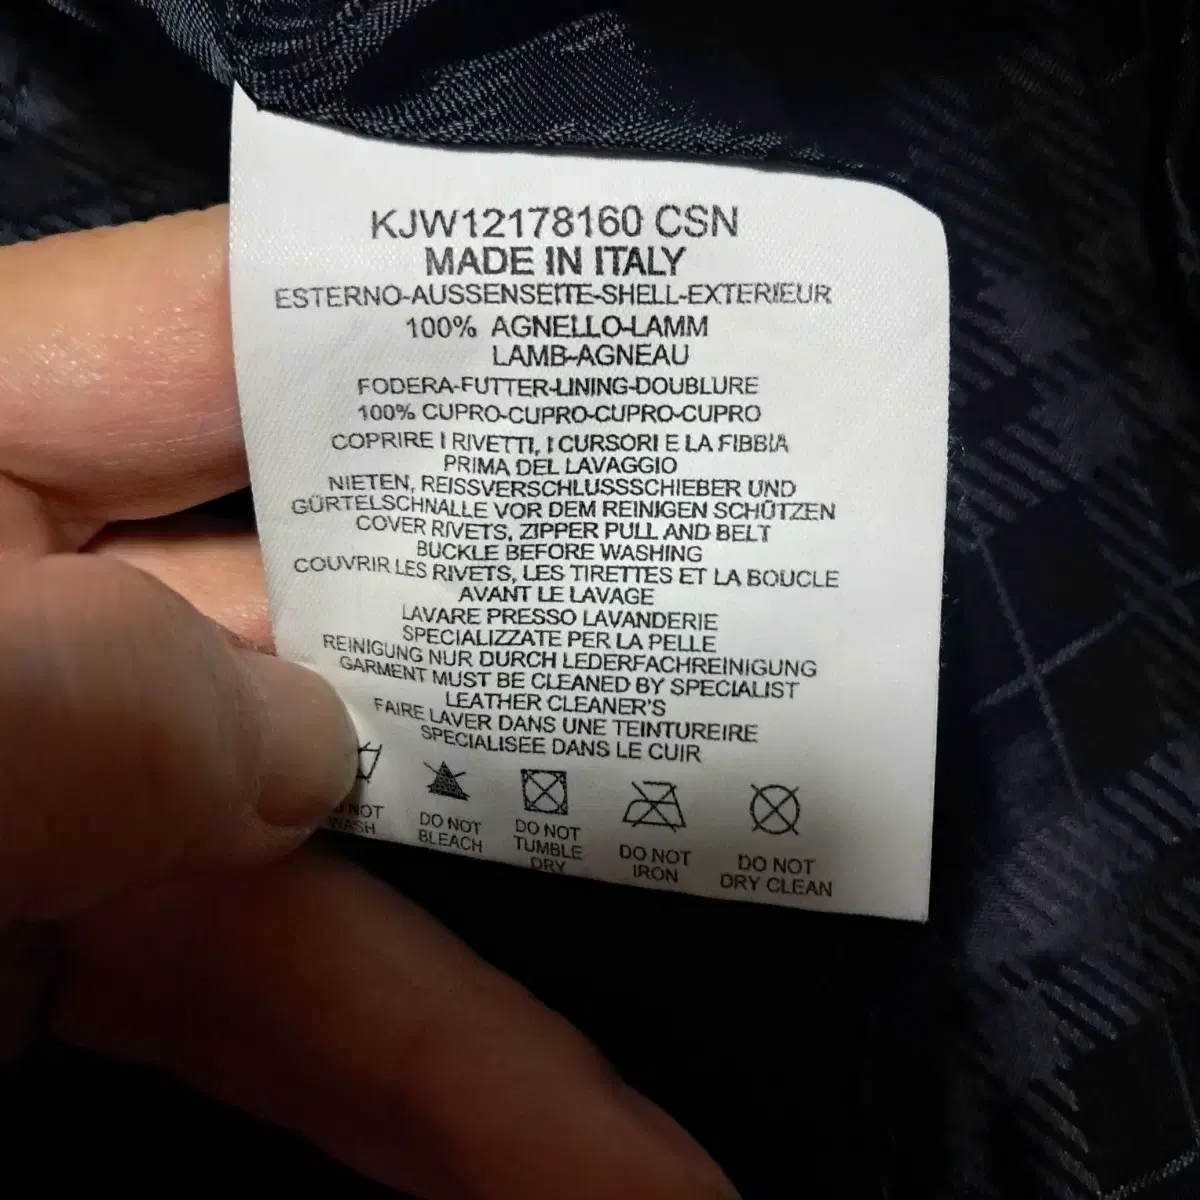 KJW12178160 CSN
MADE IN ITALY
ESTERNO-AUSSENSEITE-SHELL-EXTERIEUR
100% AGNELLO-LAMM
LAMB-AGNEAU
FODERA-FUTTER-LINING-DOUBLURE
100% CUPRO-CUPRO-CUPRO-CUPRO
COPRIRE I RIVETTI, I CURSORI E LA FIBBIA
PRIMA DEL LAVAGGIO
NIETEN, REISSVERSCHLUSSSCHIEBER UND
GÜRTELSCHNALLE VOR DEM REINIGEN SCHÜTZEN
COVER RIVETS, ZIPPER PULL AND BELT
BUCKLE BEFORE WASHING
COUVRIR LES RIVETS, LES TIRETTES ET LA BOUCLE
AVANT LE LAVAGE
LAVARE PRESSO LAVANDERIE
SPECIALIZZATE PER LA PELLE
REINIGUNG NUR DURCH LEDERFACHREINIGUNG
GARMENT MUST BE CLEANED BY SPECIALIST
LEATHER CLEANER'S
FAIRE LAVER DANS UNE TEINTUREIRE
SPECIALISEE DANS LE CUIR
NOT
WASH
DO NOT
BLEACH
DO NOT
TUMBLE
DRY
DO NOT
IRON
DO NOT
DRY CLEAN